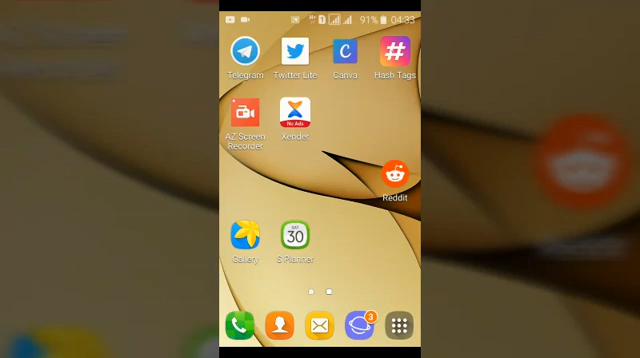 91% 04:33
Telegram
Twitter Lite
Canva
Hash Tags
No Ads
AZ Screen
Recorder
Xender
Reddit
SAT
30
Gallery
S Planner
3